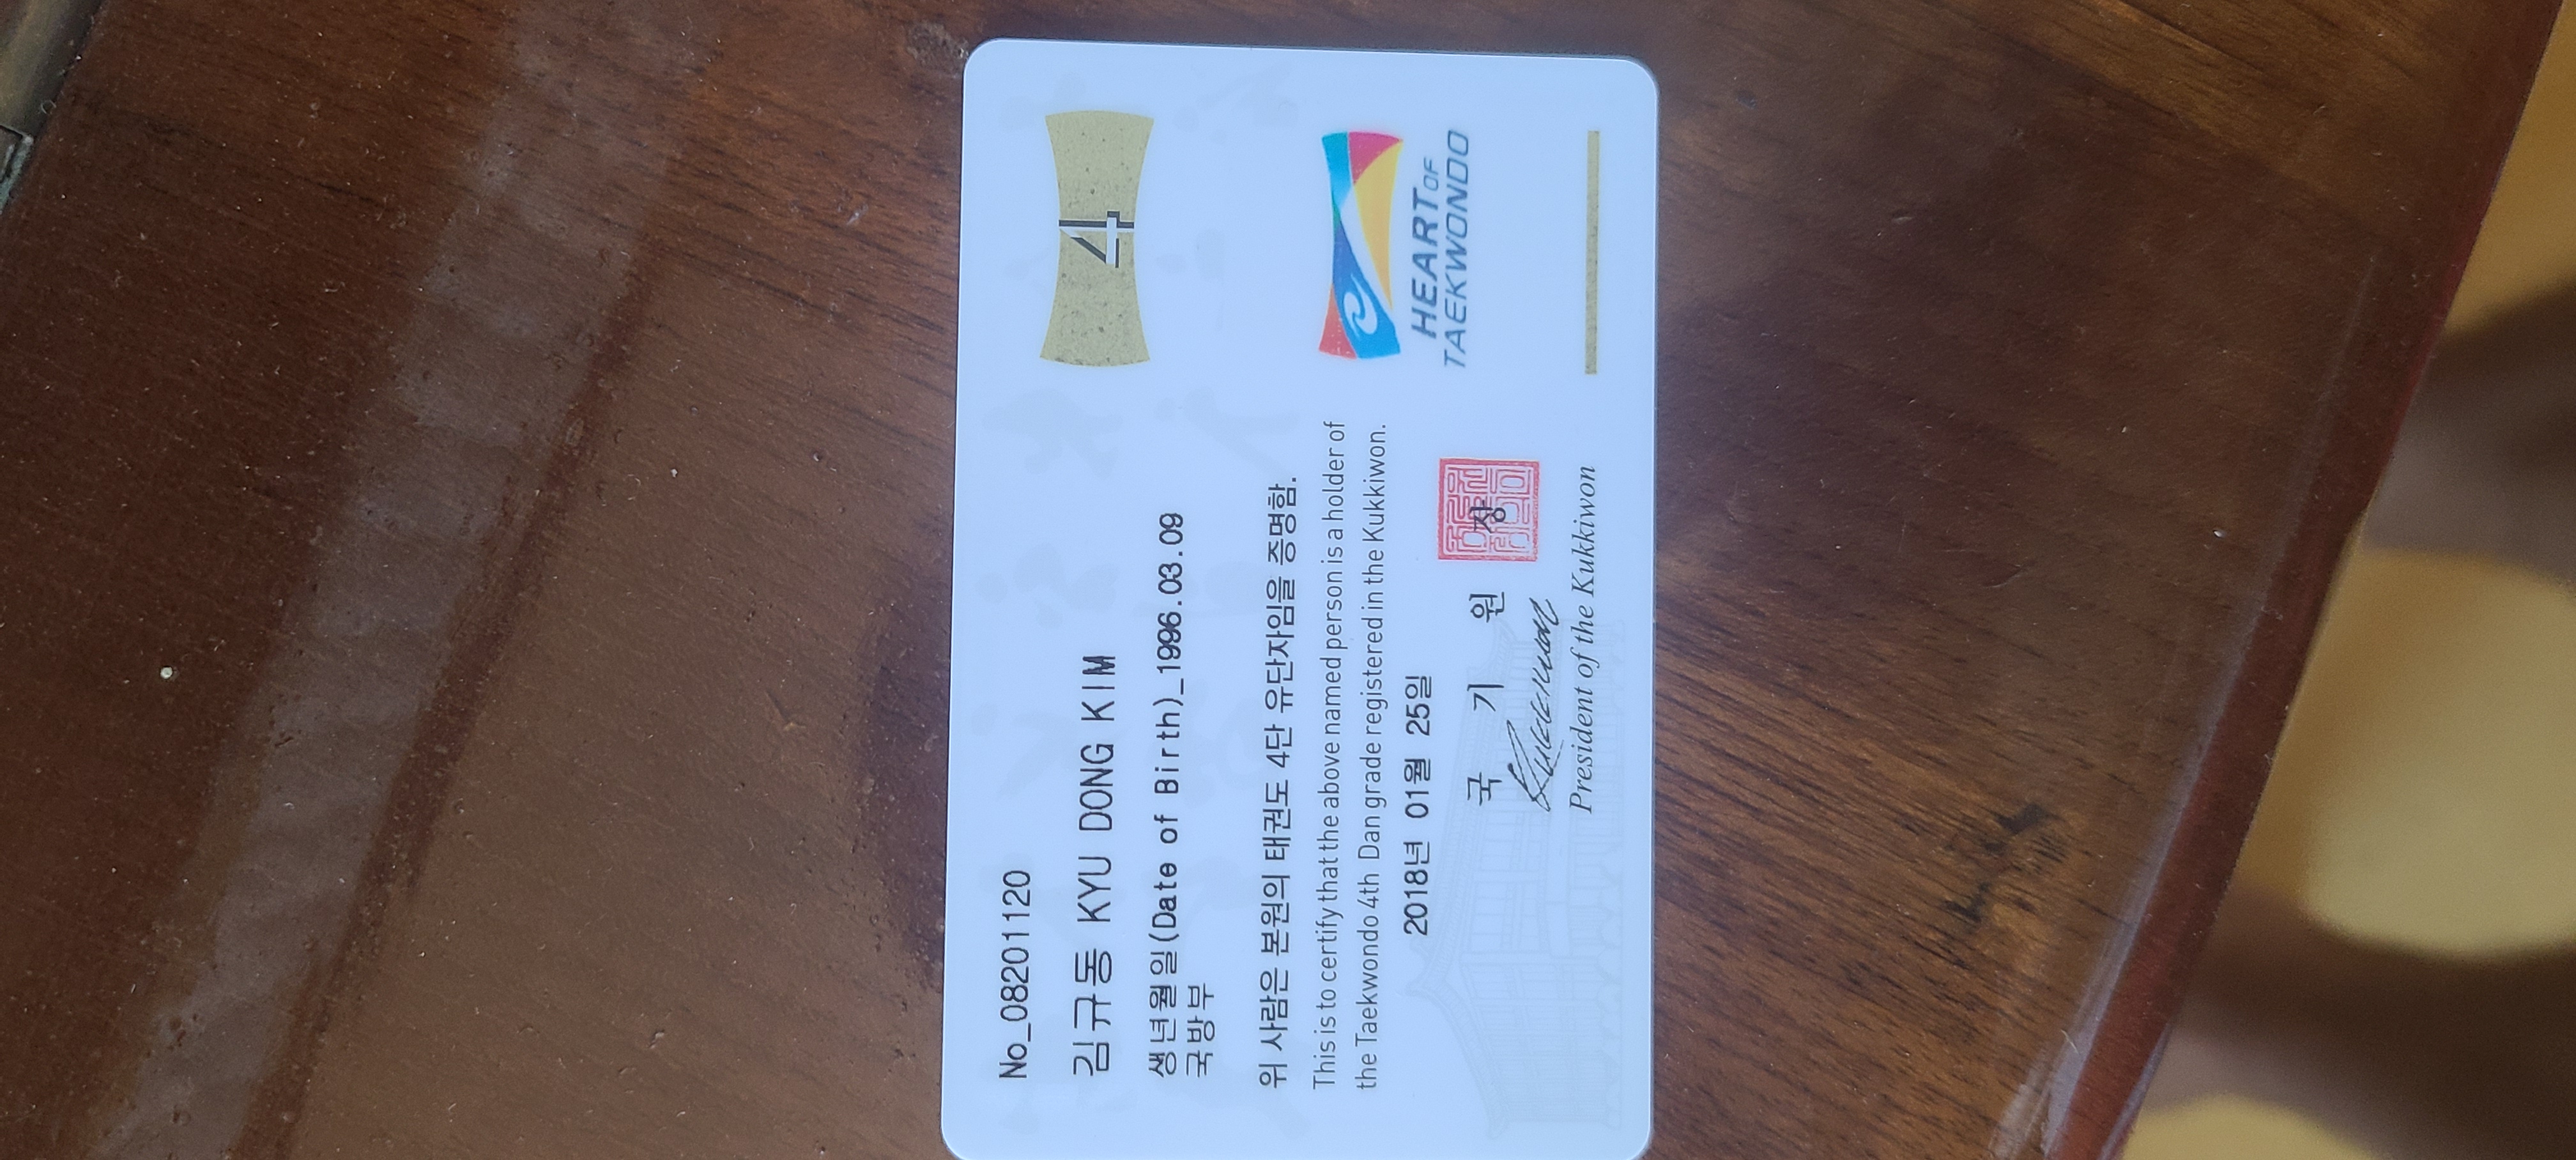 No_08201120
4
김규동 KYU DONG KIM
생년월일(Date of Birth)_1996.03.09
국방부
위 사람은 본원의 태권도 4단 유단자임을 증명함.
This is to certify that the above named person is a holder of
the Taekwondo 4th Dan grade registered in the Kukkiwon.
2018년 01월 25일
국 기 원 장
President of the Kukkiwon
HEART OF
TAEKWONDO